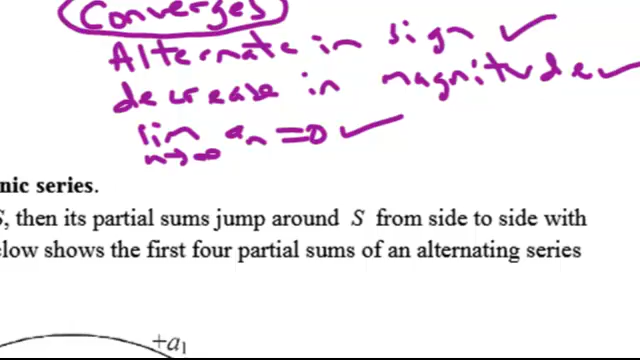 Converges
Alternate in sign ✓
decrease in magnitude ✓
lim n→∞ aₙ = 0 ✓
nic series.
S, then its partial sums jump around S from side to side with
elow shows the first four partial sums of an alternating series
+a₁